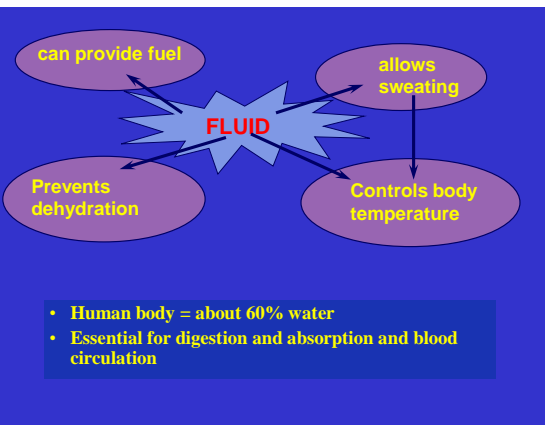 can provide fuel
allows
sweating
FLUID
Prevents
dehydration
Controls body
temperature
• Human body = about 60% water
• Essential for digestion and absorption and blood
circulation